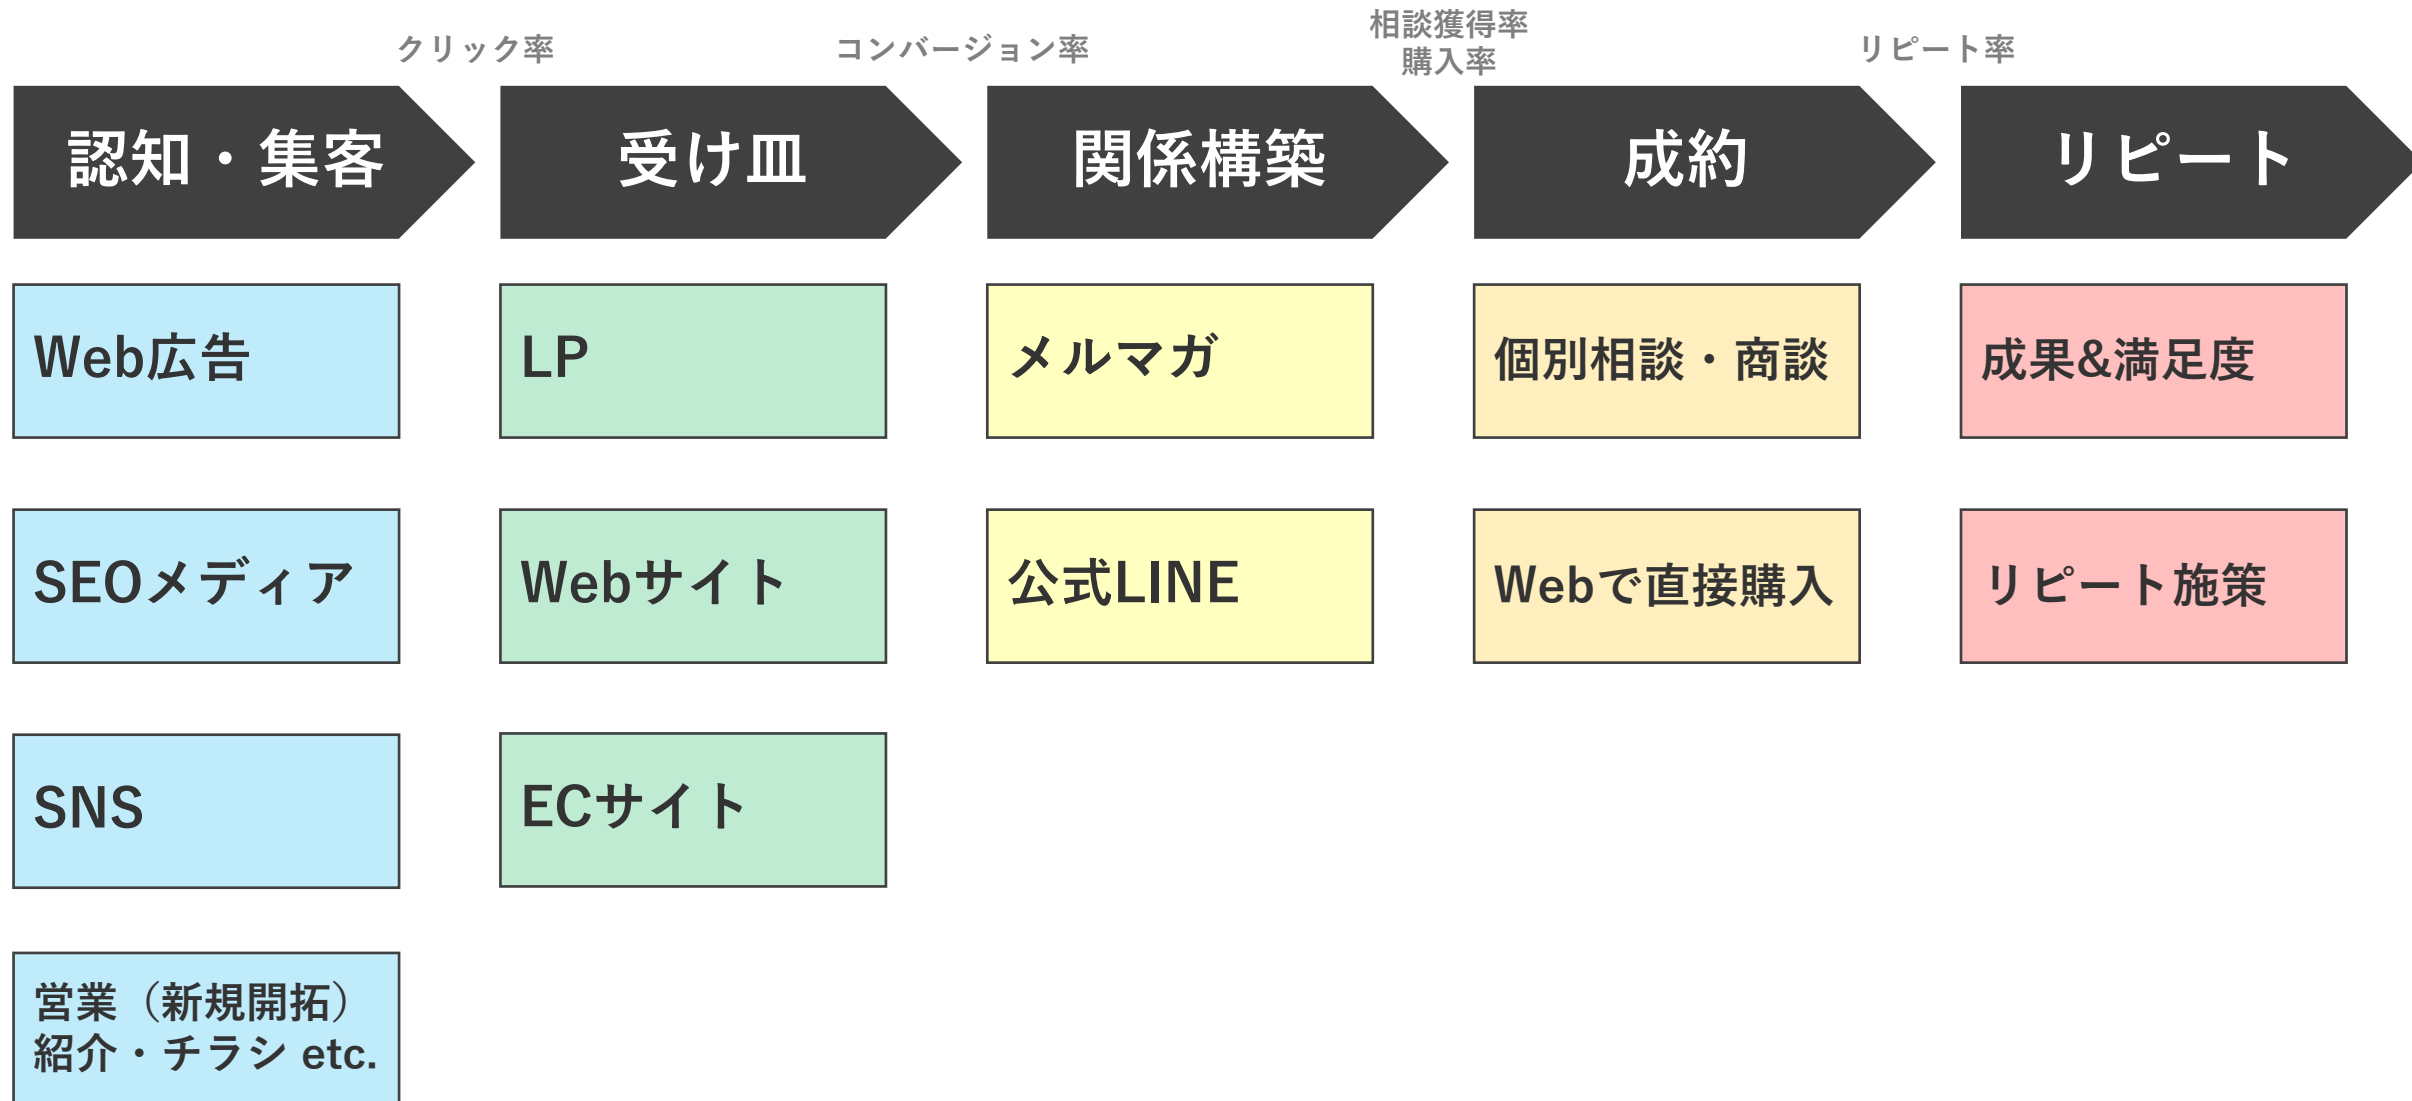 クリック率
コンバージョン率
相談獲得率
購入率
リピート率
認知・集客
受け皿
関係構築
成約
リピート
Web広告
LP
メルマガ
個別相談・商談
成果&満足度
SEOメディア
Webサイト
公式LINE
Webで直接購入
リピート施策
SNS
ECサイト
営業（新規開拓）
紹介・チラシ etc.